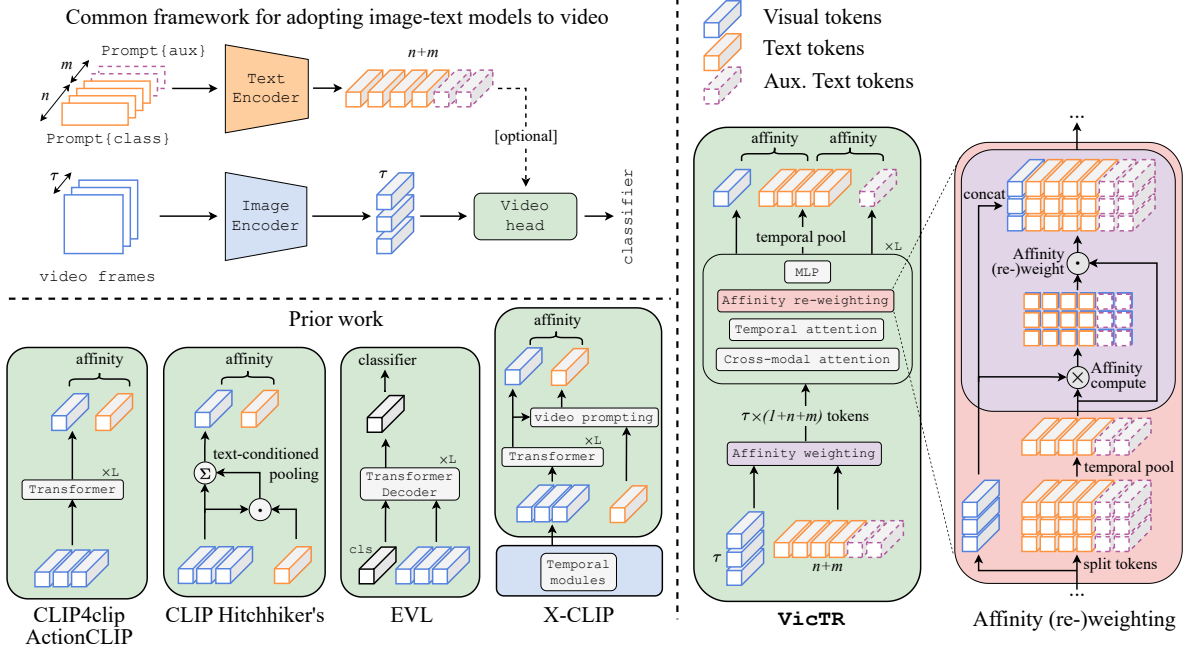 Common framework for adopting image-text models to video
Prompt{aux}
m
n
Prompt{class}
Text
Encoder
n+m
[optional]
τ
video frames
Image
Encoder
τ
Video
head
classifier
Prior work
affinity
×L
Transformer
CLIP4clip
ActionCLIP
affinity
text-conditioned
pooling
Σ
CLIP Hitchhiker's
classifier
×L
Transformer
Decoder
cls
EVL
affinity
video prompting
×L
Transformer
Temporal
modules
X-CLIP
Visual tokens
Text tokens
Aux. Text tokens
affinity
affinity
temporal pool
×L
MLP
Affinity re-weighting
Temporal attention
Cross-modal attention
τ×(1+n+m) tokens
Affinity weighting
τ
n+m
VicTR
...
concat
Affinity
(re-)weight
Affinity
compute
temporal pool
split tokens
...
Affinity (re-)weighting